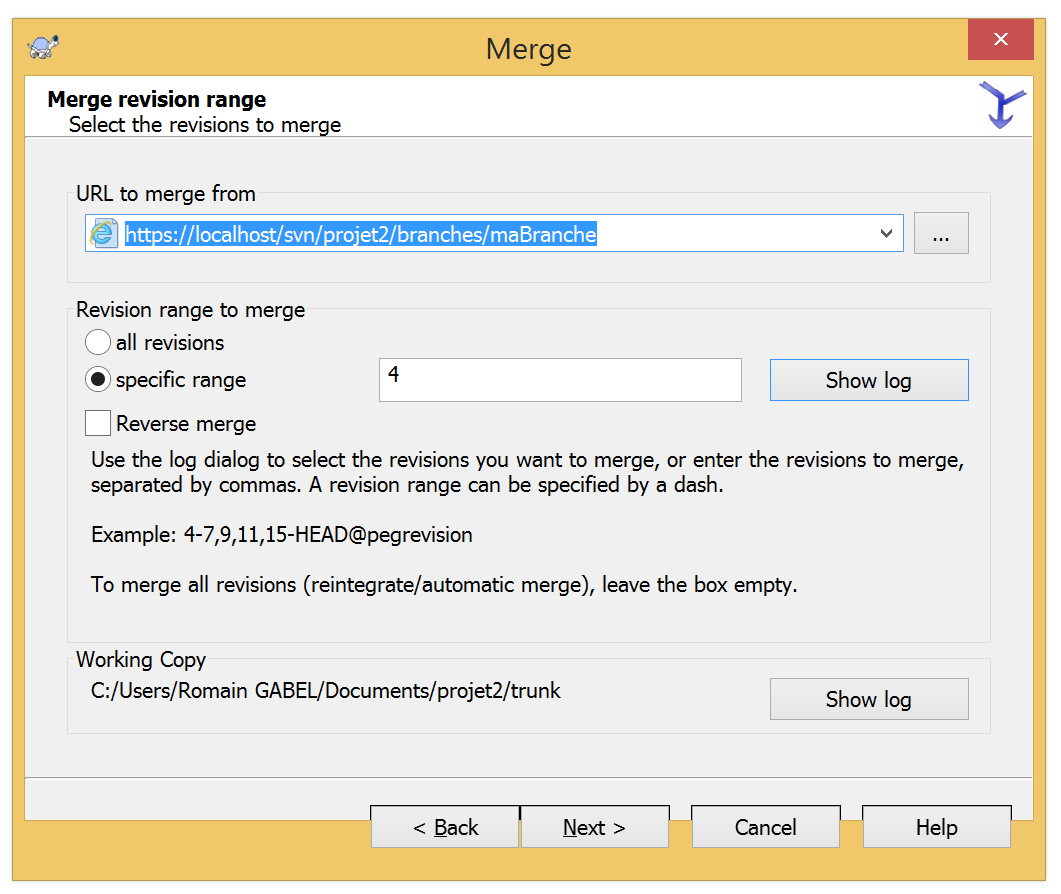 Merge
Merge revision range
Select the revisions to merge
URL to merge from
https://localhost/svn/projet2/branches/maBranche
...
Revision range to merge
all revisions
specific range
4
Show log
Reverse merge
Use the log dialog to select the revisions you want to merge, or enter the revisions to merge,
separated by commas. A revision range can be specified by a dash.
Example: 4-7,9,11,15-HEAD@pegrevision
To merge all revisions (reintegrate/automatic merge), leave the box empty.
Working Copy
C:/Users/Romain GABEL/Documents/projet2/trunk
Show log
< Back
Next >
Cancel
Help